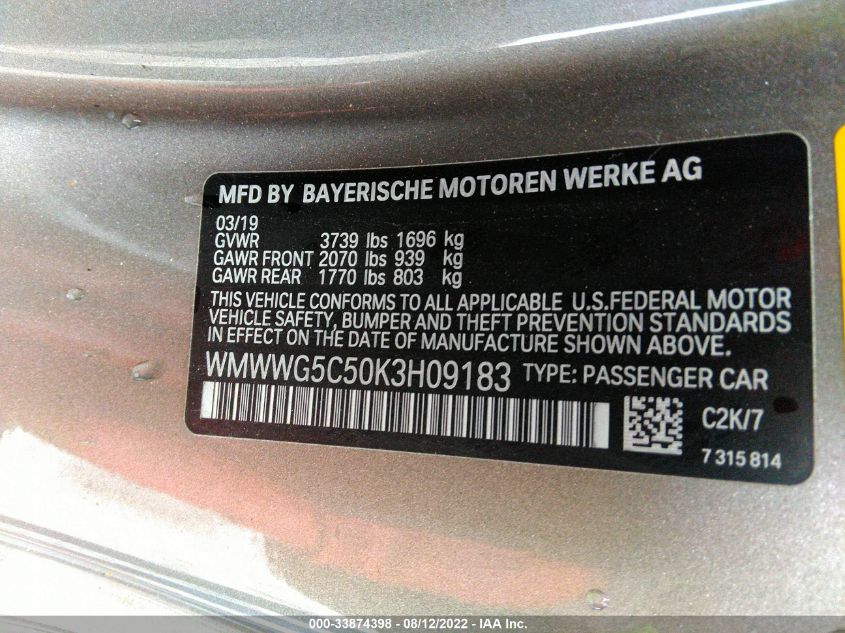 MFD BY BAYERISCHE MOTOREN WERKE AG
03/19
GVWR 3739 lbs 1696 kg
GAWR FRONT 2070 lbs 939 kg
GAWR REAR 1770 lbs 803 kg
THIS VEHICLE CONFORMS TO ALL APPLICABLE U.S.FEDERAL MOTOR
VEHICLE SAFETY, BUMPER AND THEFT PREVENTION STANDARDS
IN EFFECT ON THE DATE OF MANUFACTURE SHOWN ABOVE.
WMWWG5C50K3H09183 TYPE: PASSENGER CAR
C2K/7
7 315 814
000-33874398 - 08/12/2022 - IAA Inc.